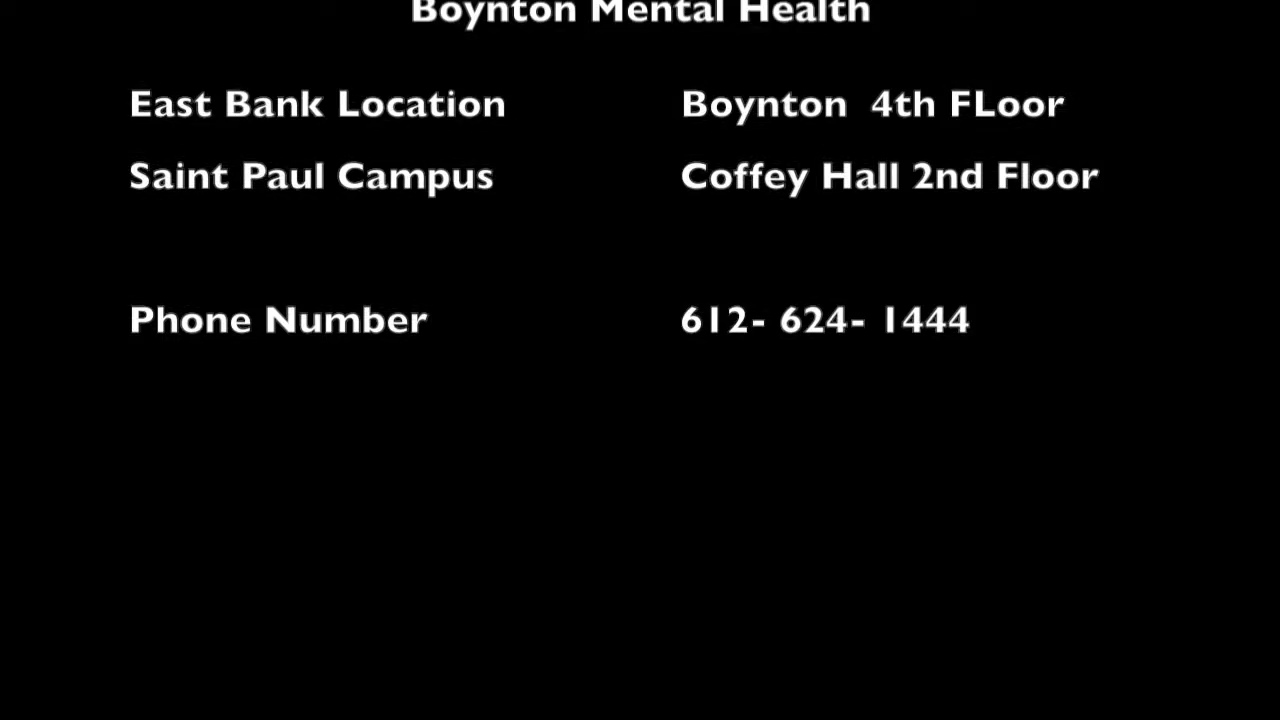 Boynton Mental Health
East Bank Location Boynton  4th FLoor
Saint Paul Campus Coffey Hall 2nd Floor
Phone Number 612- 624- 1444